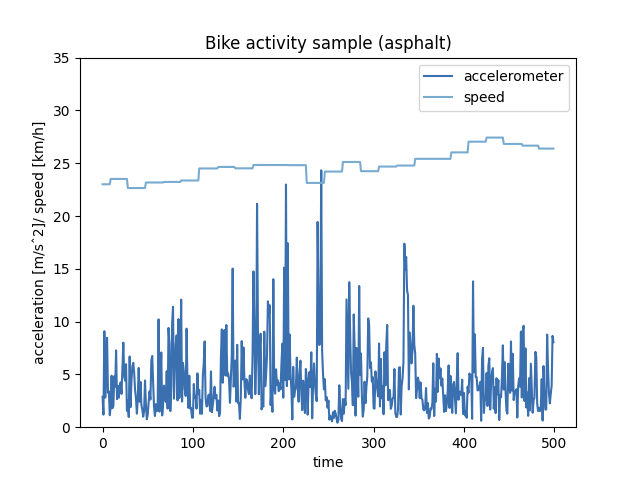 Bike activity sample (asphalt)
accelerometer
speed
acceleration [m/sˆ2]/ speed [km/h]
35
30
25
20
15
10
5
0
0 100 200 300 400 500
time